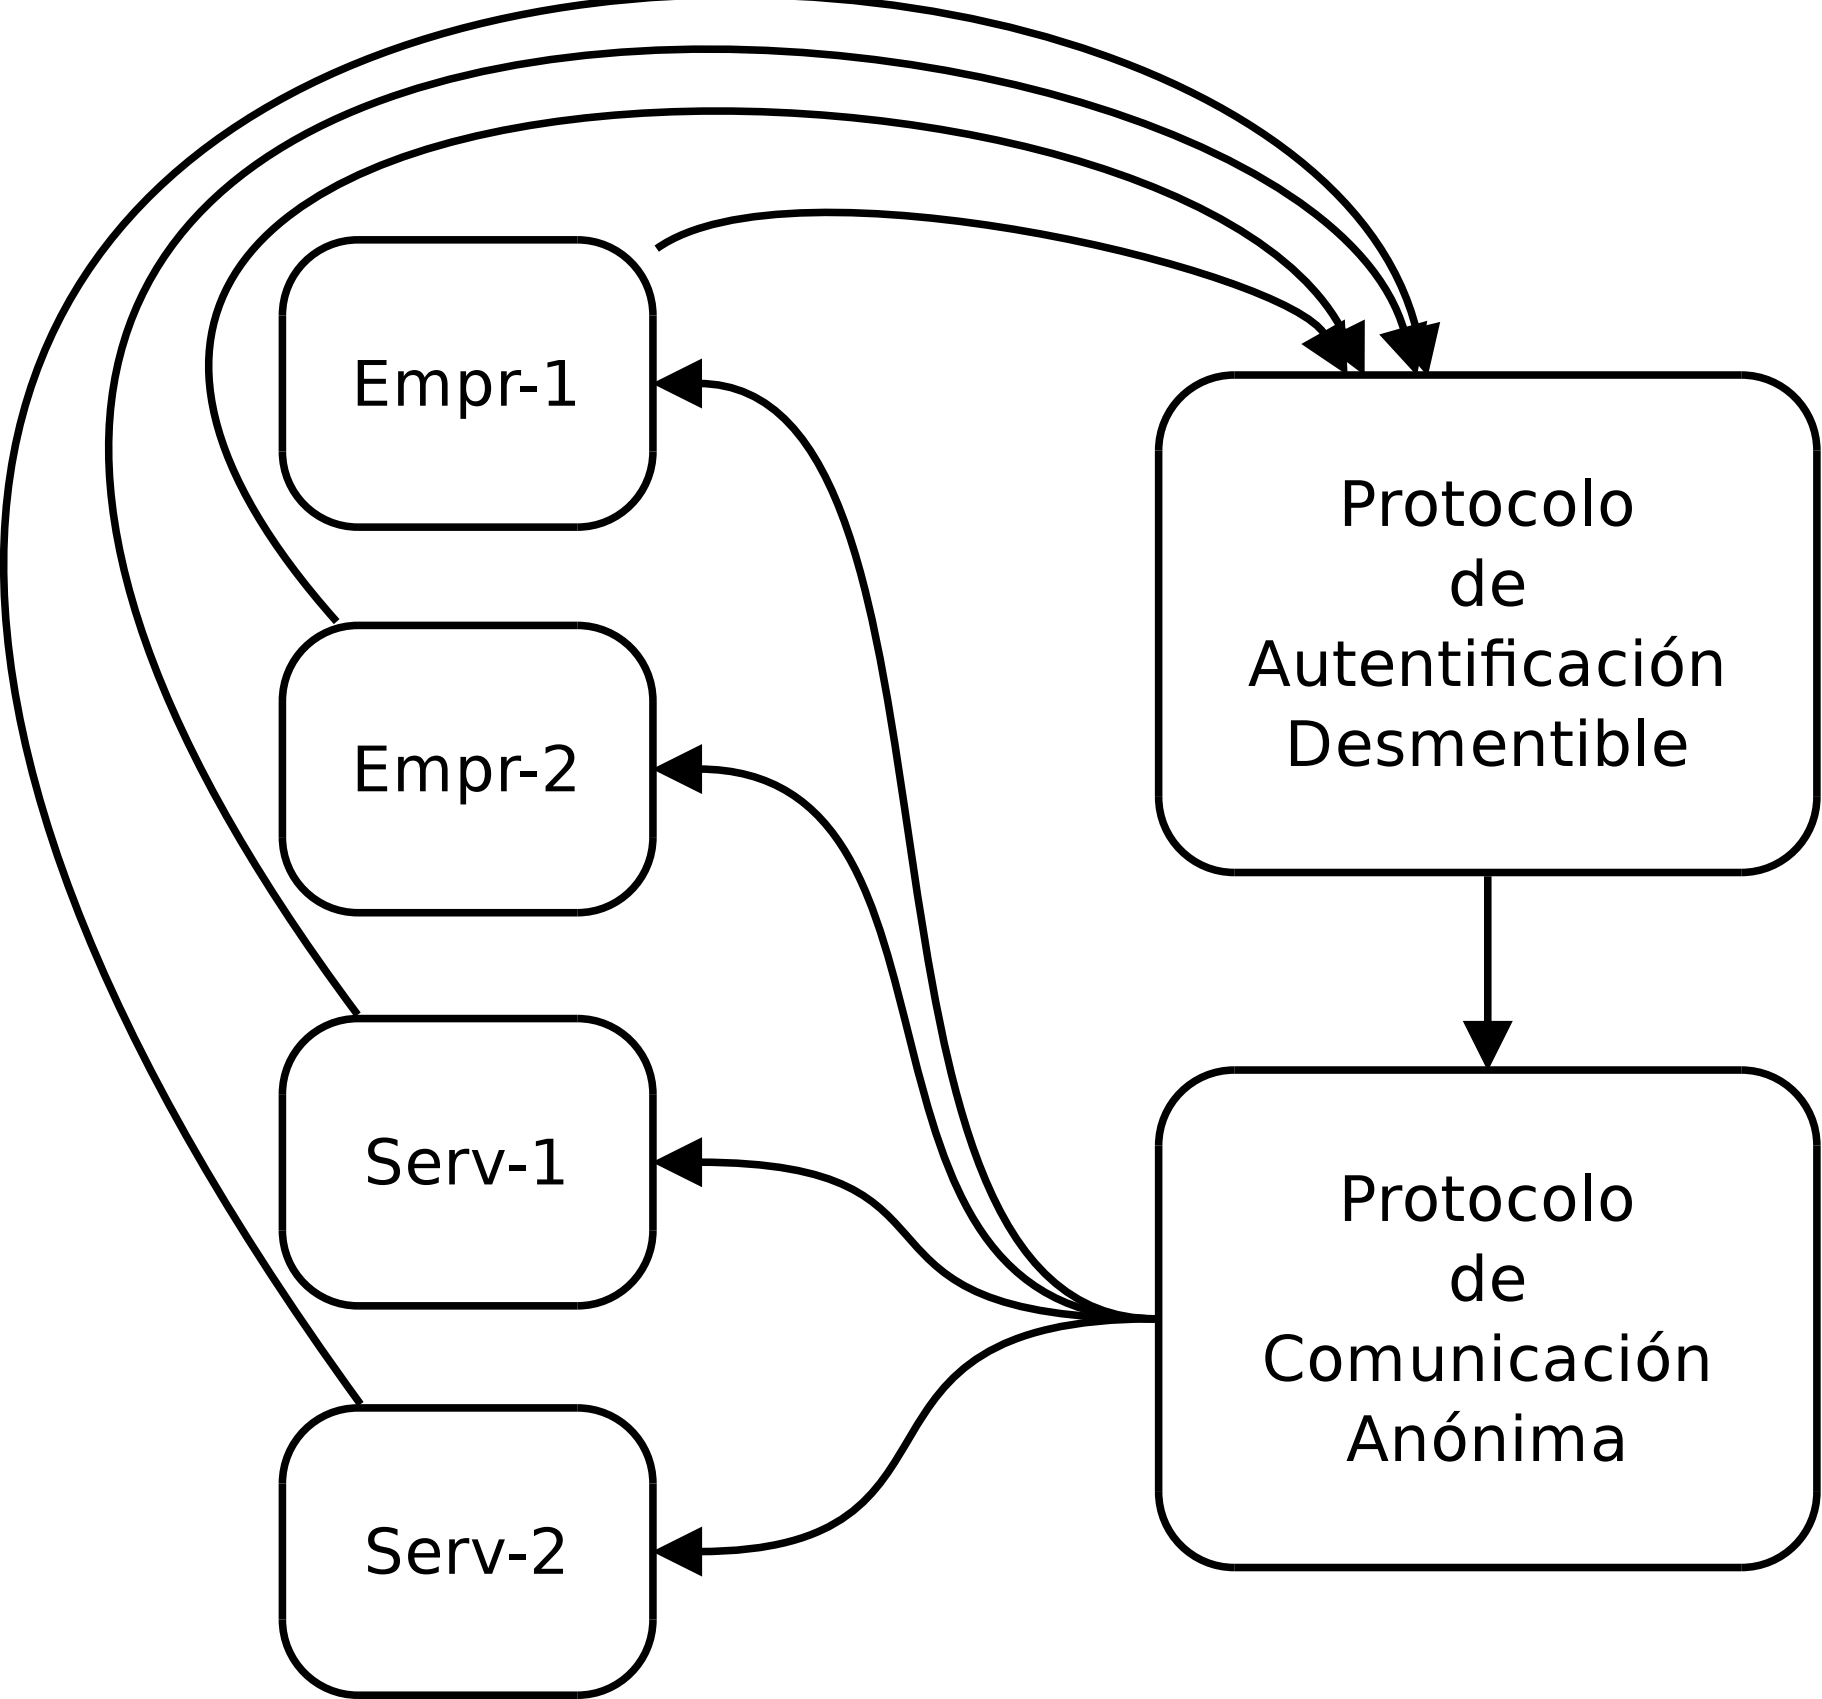 Empr-1
Empr-2
Serv-1
Serv-2
Protocolo
de
Autentificación
Desmentible
Protocolo
de
Comunicación
Anónima